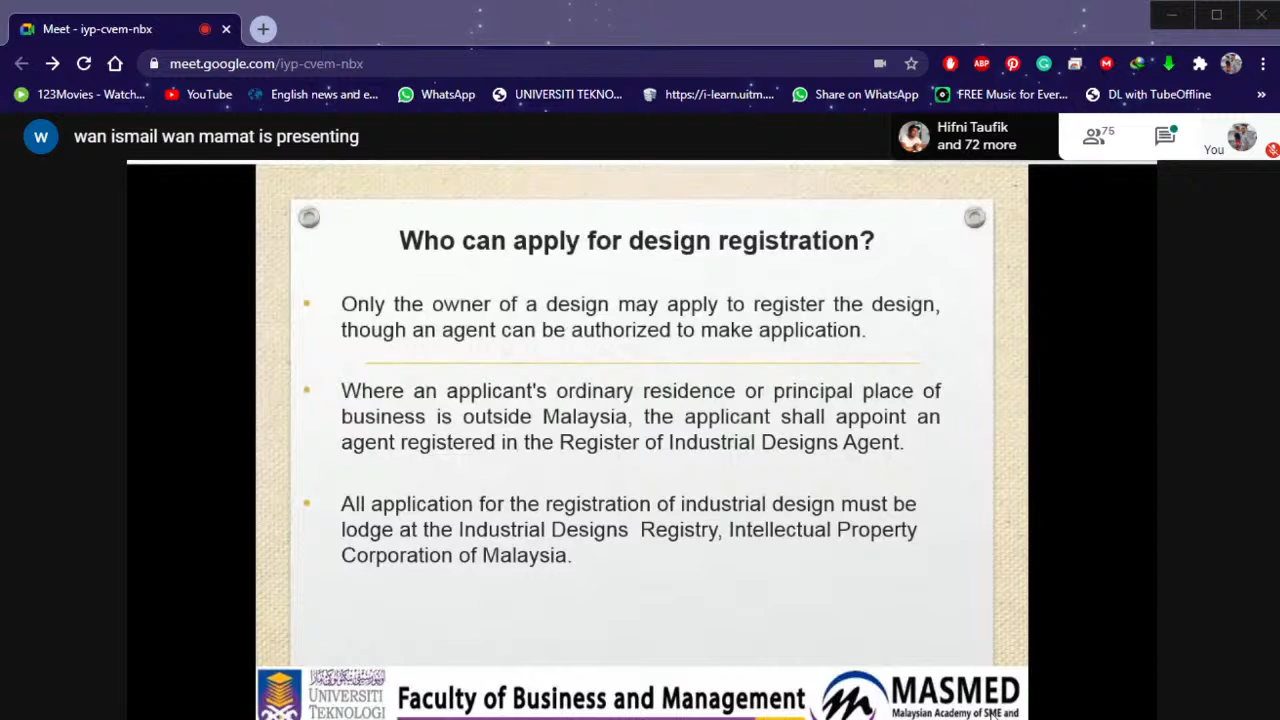 Meet - iyp-cvem-nbx
meet.google.com/iyp-cvem-nbx
123Movies - Watch...
YouTube
English news and e...
WhatsApp
UNIVERSITI TEKNO...
https://i-learn.uitm....
Share on WhatsApp
FREE Music for Ever...
DL with TubeOffline
»
W
wan ismail wan mamat is presenting
Hifni Taufik
and 72 more
75
You
Who can apply for design registration?
• Only the owner of a design may apply to register the design,
though an agent can be authorized to make application.
• Where an applicant's ordinary residence or principal place of
business is outside Malaysia, the applicant shall appoint an
agent registered in the Register of Industrial Designs Agent.
• All application for the registration of industrial design must be
lodge at the Industrial Designs Registry, Intellectual Property
Corporation of Malaysia.
UNIVERSITI
TEKNOLOGI
Faculty of Business and Management
MASMED
Malaysian Academy of SME and